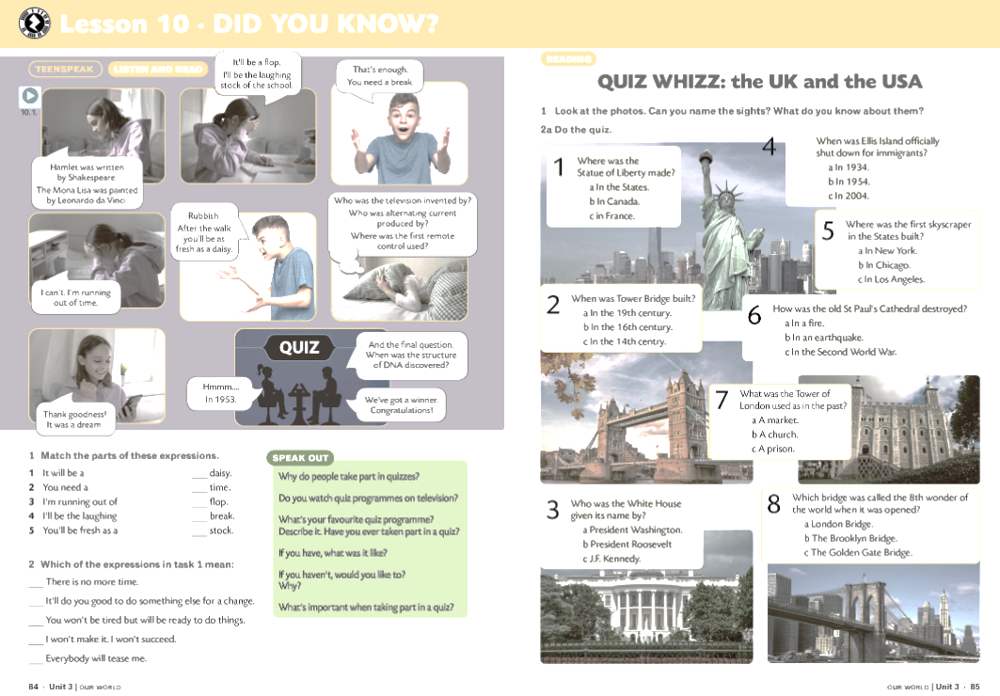 Lesson 10 · DID YOU KNOW?
TEENSPEAK
LISTEN AND READ
10. 1.
Hamlet was written
by Shakespeare
The Mona Lisa was painted
by Leonardo da Vinci
It'll be a flop.
I'll be the laughing
stock of the school.
That's enough.
You need a break
I can't. I'm running
out of time.
Rubbish
After the walk
you'll be as
fresh as a daisy.
Who was the television invented by?
Who was alternating current
produced by?
Where was the first remote
control used?
Thank goodness!
It was a dream
QUIZ
And the final question.
When was the structure
of DNA discovered?
Hmmm....
In 1953.
We've got a winner.
Congratulations!
1 Match the parts of these expressions.
1 It will be a ___ daisy.
2 You need a ___ time.
3 I'm running out of ___ flop.
4 I'll be the laughing ___ break.
5 You'll be fresh as a ___ stock.
2 Which of the expressions in task 1 mean:
___ There is no more time.
___ It'll do you good to do something else for a change.
___ You won't be tired but will be ready to do things.
___ I won't make it. I won't succeed.
___ Everybody will tease me.
SPEAK OUT
Why do people take part in quizzes?
Do you watch quiz programmes on television?
What's your favourite quiz programme?
Describe it. Have you ever taken part in a quiz?
If you have, what was it like?
If you haven't, would you like to?
Why?
What's important when taking part in a quiz?
84 · Unit 3 | OUR WORLD
READING
QUIZ WHIZZ: the UK and the USA
1 Look at the photos. Can you name the sights? What do you know about them?
2a Do the quiz.
1 Where was the
Statue of Liberty made?
a In the States.
b In Canada.
c in France.
2 When was Tower Bridge built?
a In the 19th century.
b In the 16th century.
c In the 14th centry.
3 Who was the White House
given its name by?
a President Washington.
b President Roosevelt
c J.F. Kennedy.
4 When was Ellis Island officially
shut down for immigrants?
a In 1934.
b In 1954.
c In 2004.
5 Where was the first skyscraper
in the States built?
a In New York.
b In Chicago.
c In Los Angeles.
6 How was the old St Paul's Cathedral destroyed?
a In a fire.
b In an earthquake.
c In the Second World War.
7 What was the Tower of
London used as in the past?
a A market.
b A church.
c A prison.
8 Which bridge was called the 8th wonder of
the world when it was opened?
a London Bridge.
b The Brooklyn Bridge.
c The Golden Gate Bridge.
OUR WORLD | Unit 3 · 85